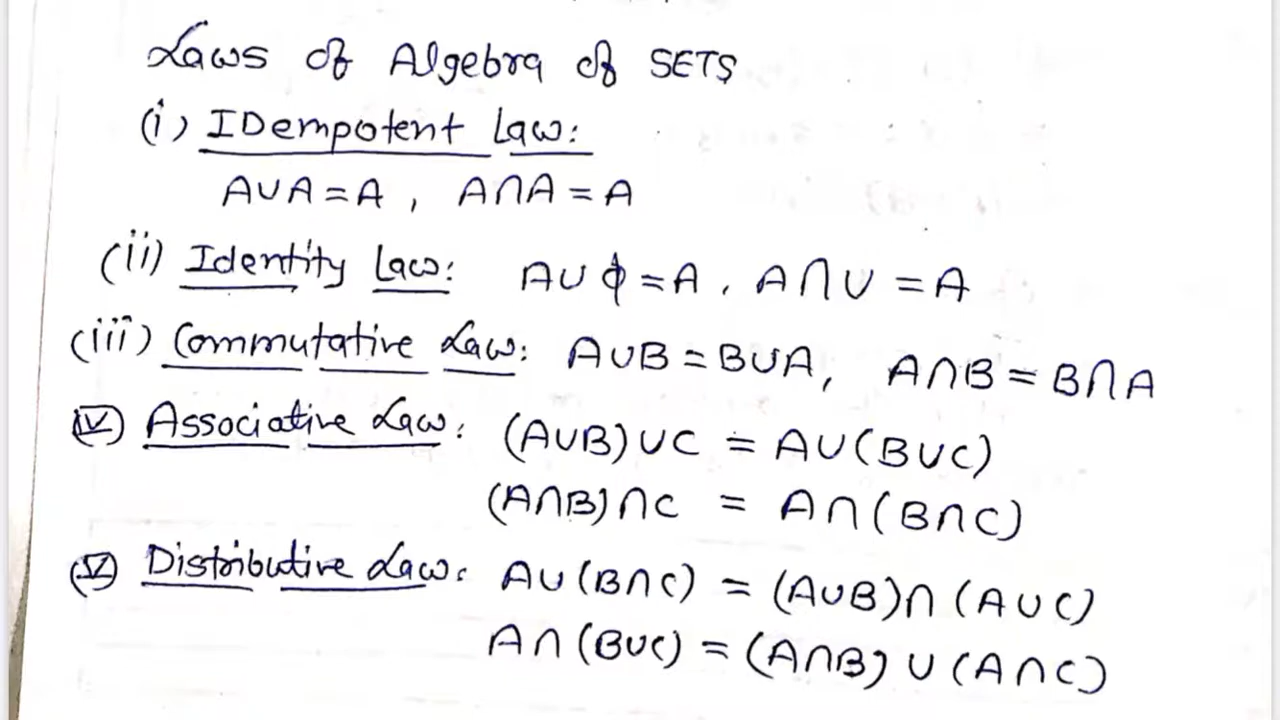 Laws of Algebra of SETS
(i) IDempotent Law:
A∪A = A , A∩A = A
(ii) Identity Law: A∪ϕ = A , A∩U = A
(iii) Commutative Law: A∪B = B∪A, A∩B = B∩A
(iv) Associative Law: (A∪B)∪C = A∪(B∪C)
(A∩B)∩C = A∩(B∩C)
(v) Distributive Law: A∪(B∩C) = (A∪B)∩(A∪C)
A∩(B∪C) = (A∩B)∪(A∩C)